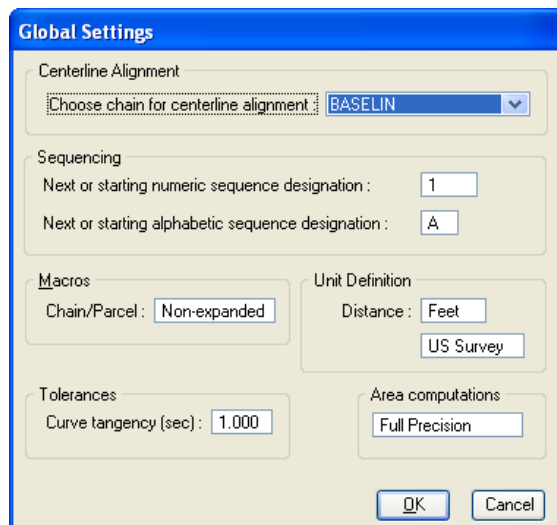 Global Settings
Centerline Alignment
Choose chain for centerline alignment : BASELIN
Sequencing
Next or starting numeric sequence designation : 1
Next or starting alphabetic sequence designation : A
Macros
Chain/Parcel : Non-expanded
Unit Definition
Distance : Feet
US Survey
Tolerances
Curve tangency (sec) : 1.000
Area computations
Full Precision
OK
Cancel